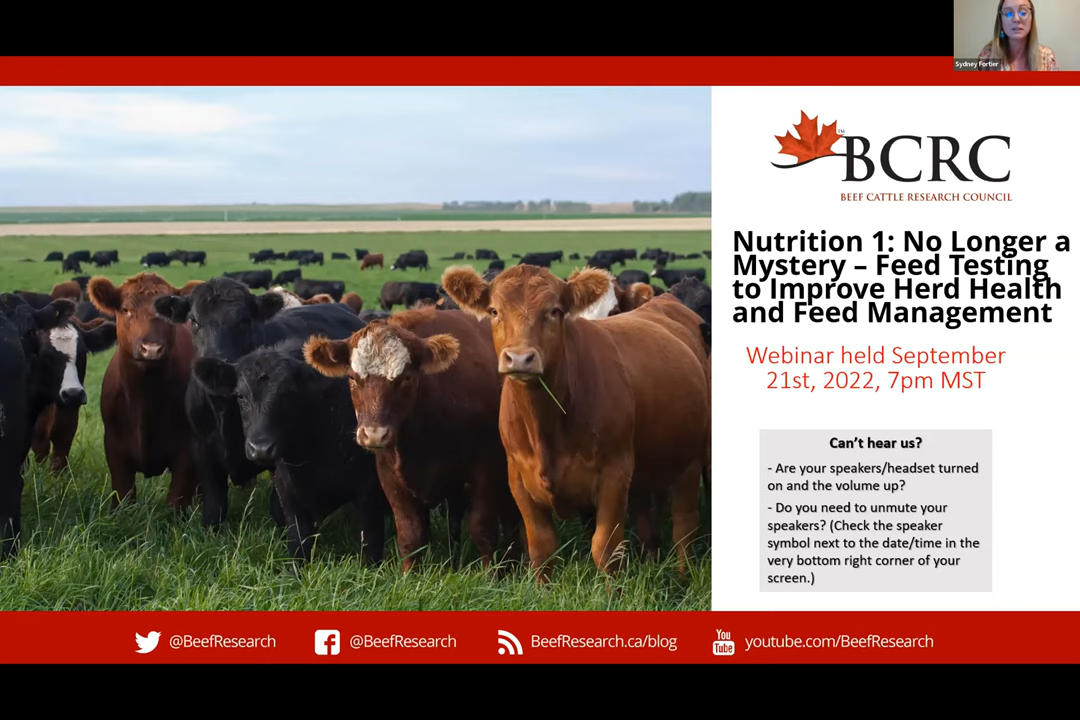 Sydney Fortier
BCRC
TM
BEEF CATTLE RESEARCH COUNCIL
Nutrition 1: No Longer a
Mystery – Feed Testing
to Improve Herd Health
and Feed Management
Webinar held September
21st, 2022, 7pm MST
Can't hear us?
- Are your speakers/headset turned
on and the volume up?
- Do you need to unmute your
speakers? (Check the speaker
symbol next to the date/time in the
very bottom right corner of your
screen.)
@BeefResearch
@BeefResearch
BeefResearch.ca/blog
You
Tube
youtube.com/BeefResearch